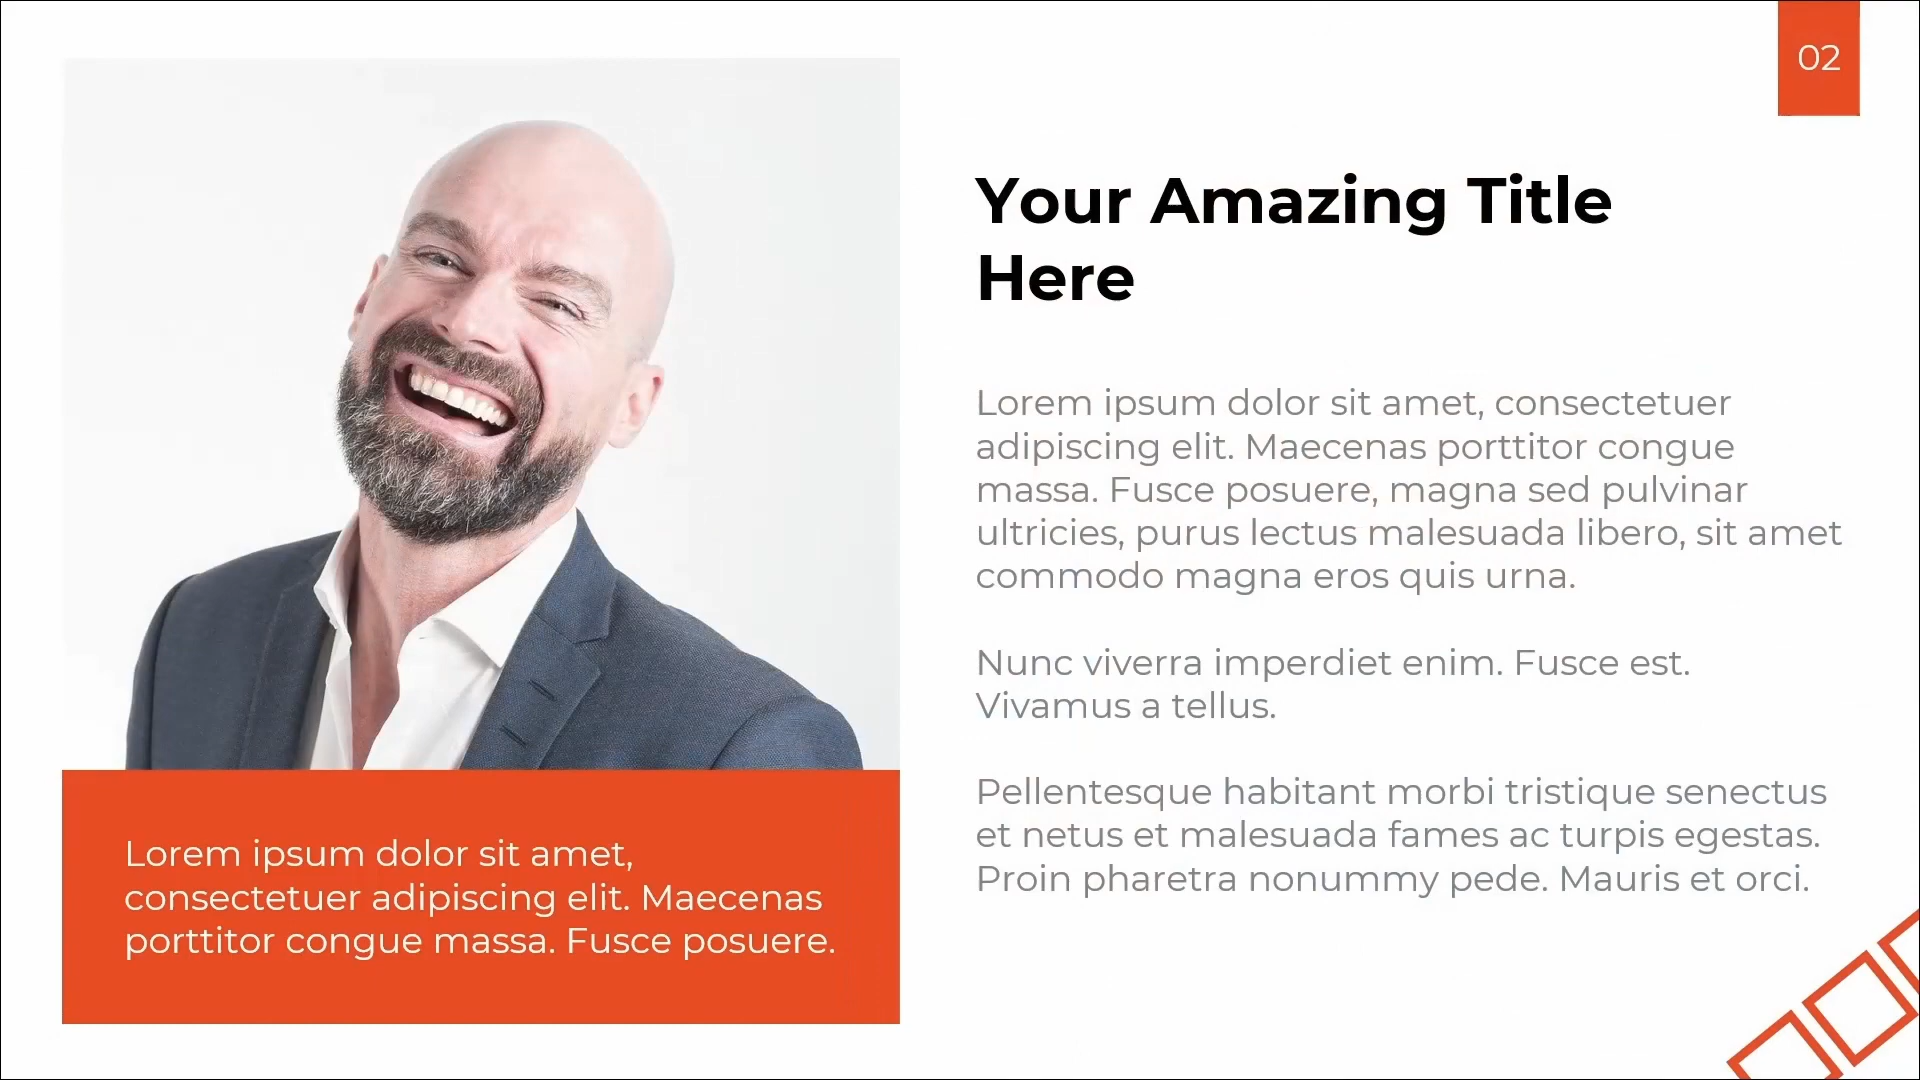 02
Your Amazing Title
Here
Lorem ipsum dolor sit amet, consectetuer
adipiscing elit. Maecenas porttitor congue
massa. Fusce posuere, magna sed pulvinar
ultricies, purus lectus malesuada libero, sit amet
commodo magna eros quis urna.
Nunc viverra imperdiet enim. Fusce est.
Vivamus a tellus.
Pellentesque habitant morbi tristique senectus
et netus et malesuada fames ac turpis egestas.
Proin pharetra nonummy pede. Mauris et orci.
Lorem ipsum dolor sit amet,
consectetuer adipiscing elit. Maecenas
porttitor congue massa. Fusce posuere.